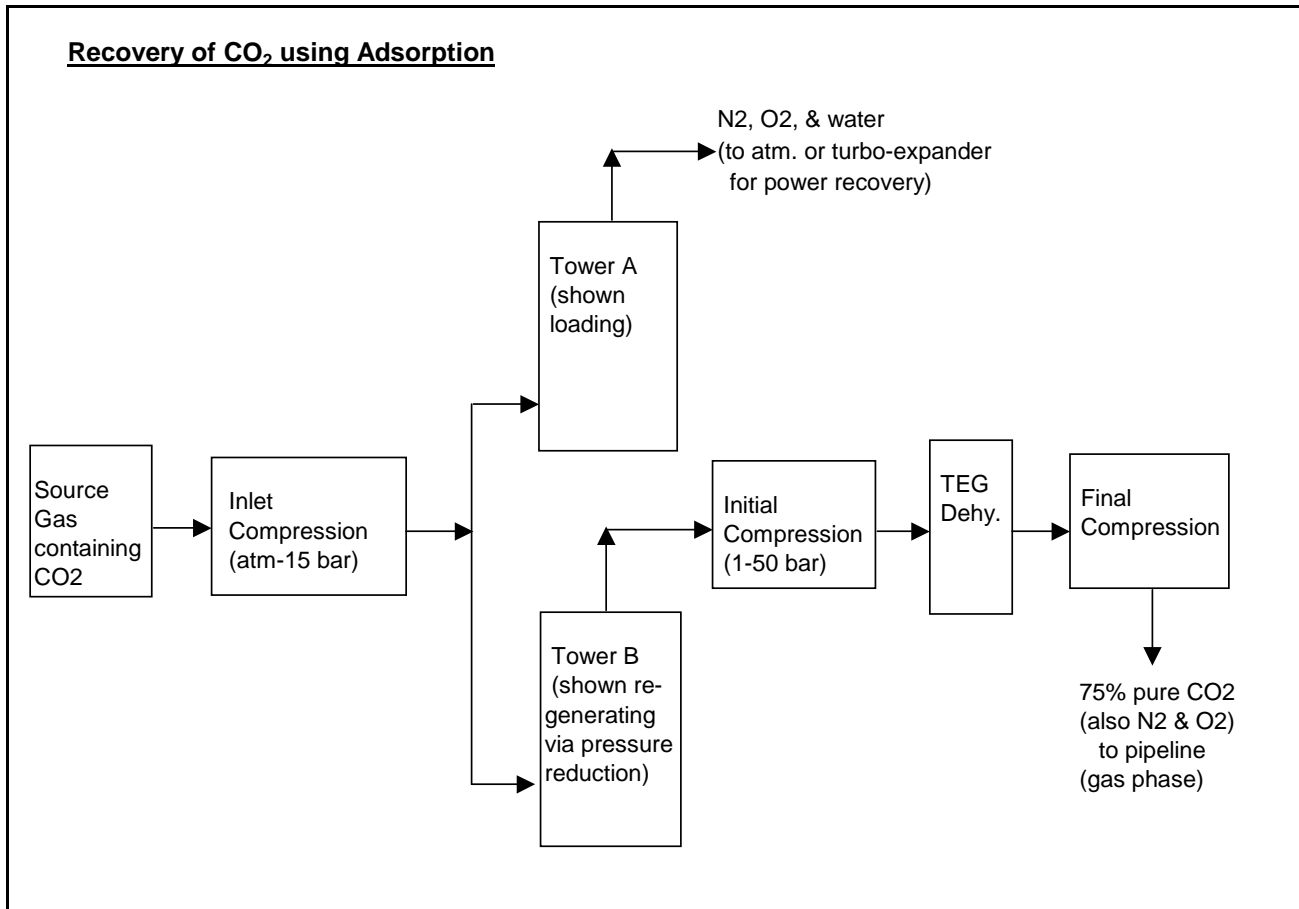 Recovery of CO₂ using Adsorption
N2, O2, & water
(to atm. or turbo-expander
for power recovery)
Tower A
(shown
loading)
Source
Gas
containing
CO2
Inlet
Compression
(atm-15 bar)
Initial
Compression
(1-50 bar)
TEG
Dehy.
Final
Compression
Tower B
(shown re-
generating
via pressure
reduction)
75% pure CO2
(also N2 & O2)
to pipeline
(gas phase)